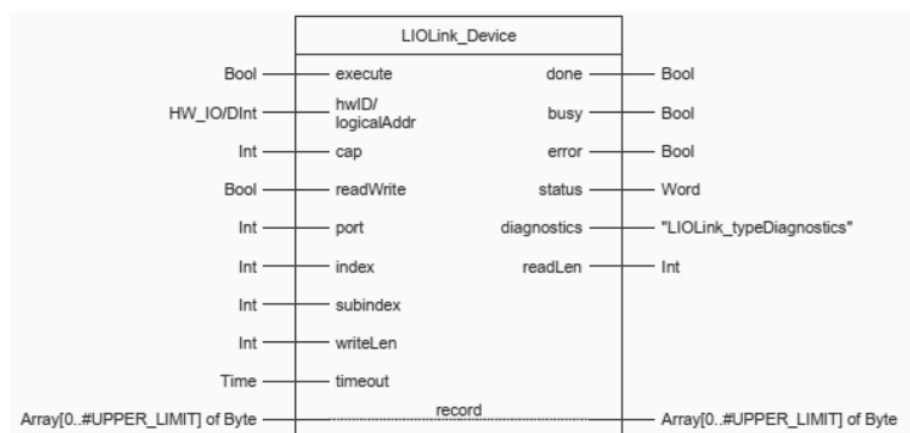 LIOLink_Device
Bool execute done Bool
HW_IO/DInt hwID/
logicalAddr busy Bool
Int cap error Bool
Bool readWrite status Word
Int port diagnostics "LIOLink_typeDiagnostics"
Int index readLen Int
Int subindex
Int writeLen
Time timeout
Array[0..#UPPER_LIMIT] of Byte record Array[0..#UPPER_LIMIT] of Byte